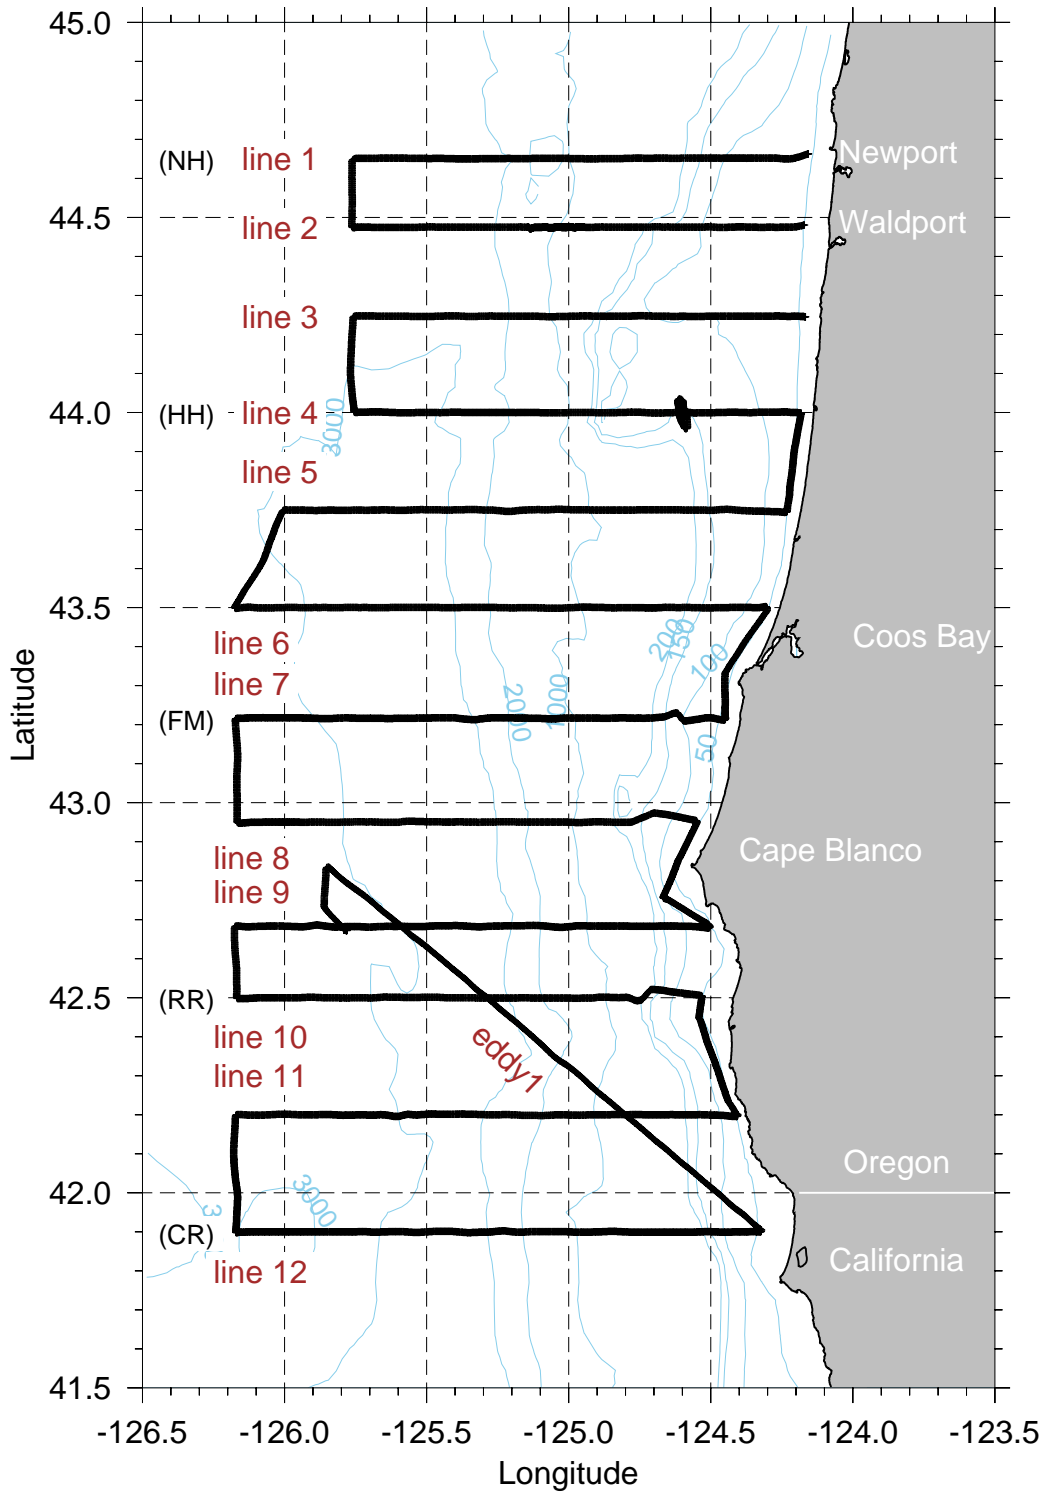 45.0
(NH) line 1 Newport
44.5
line 2 Waldport
line 3
44.0 (HH) line 4
3000
line 5
43.5
200 150 100
line 6 Coos Bay
line 7
2000 1000
(FM)
50
43.0
line 8 Cape Blanco
line 9
42.5 (RR)
line 10 eddy1
line 11
Oregon
42.0
3 3000
(CR)
line 12 California
41.5
-126.5 -126.0 -125.5 -125.0 -124.5 -124.0 -123.5
Longitude
Latitude